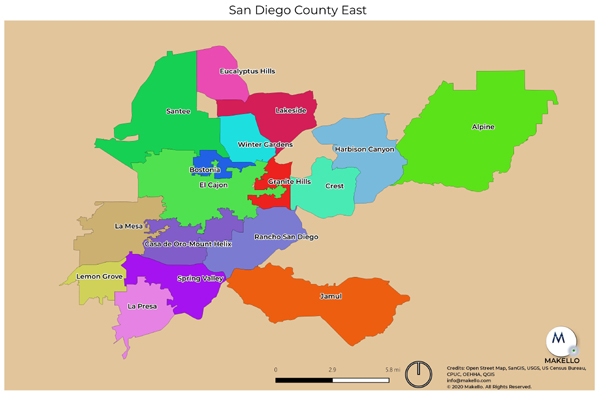 San Diego County East
Eucalyptus Hills
Santee
Lakeside
Alpine
Winter Gardens
Harbison Canyon
Bostonia
El Cajon
Granite Hills
Crest
La Mesa
Casa de Oro-Mount Helix
Rancho San Diego
Lemon Grove
Spring Valley
Jamul
La Presa
M
MAKELLO
0 2.9 5.8 mi
Credits: Open Street Map, SanGIS, USGS, US Census Bureau,
CPUC, OEHHA, QGIS
info@makello.com
© 2020 Makello. All Rights Reserved.